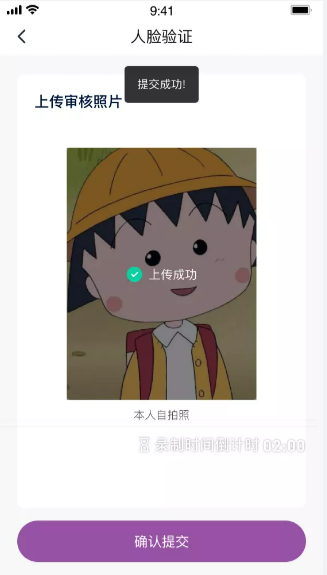 9:41
人脸验证
提交成功!
上传审核照片
上传成功
本人自拍照
录制时间倒计时 02:00
确认提交